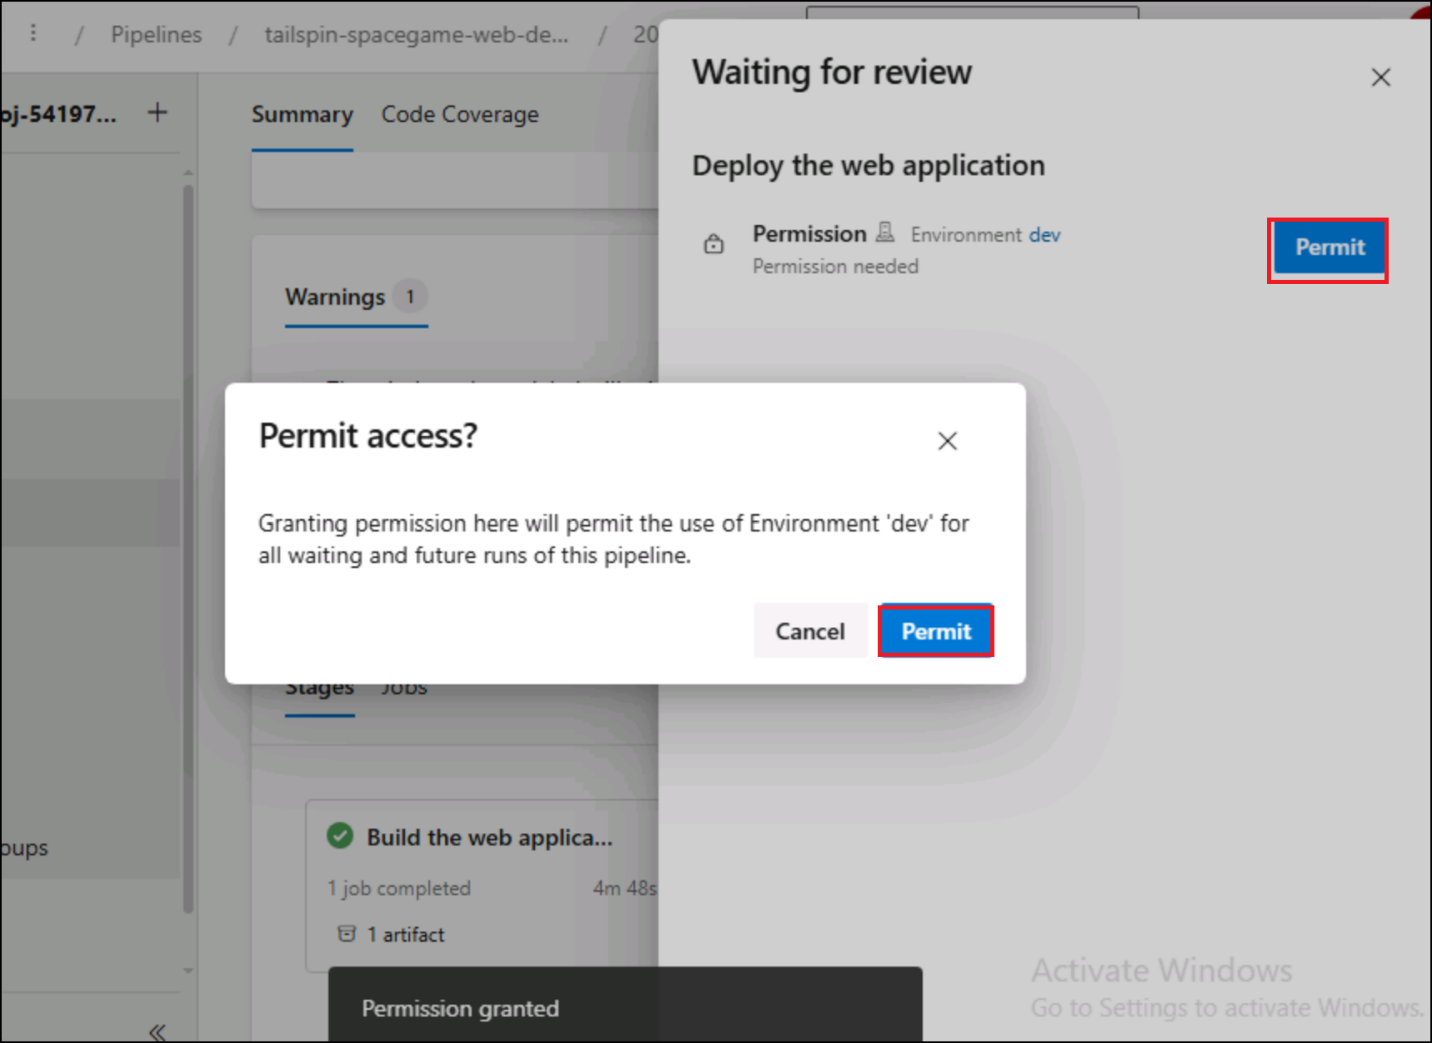 / Pipelines / tailspin-spacegame-web-de... / 20
oj-54197... +
Summary Code Coverage
Waiting for review
Deploy the web application
Permission Environment dev
Permission needed
Permit
Warnings 1
Permit access?
Granting permission here will permit the use of Environment 'dev' for
all waiting and future runs of this pipeline.
Cancel Permit
Stages Jobs
Build the web applica...
1 job completed 4m 48s
1 artifact
oups
Permission granted
Activate Windows
Go to Settings to activate Windows.